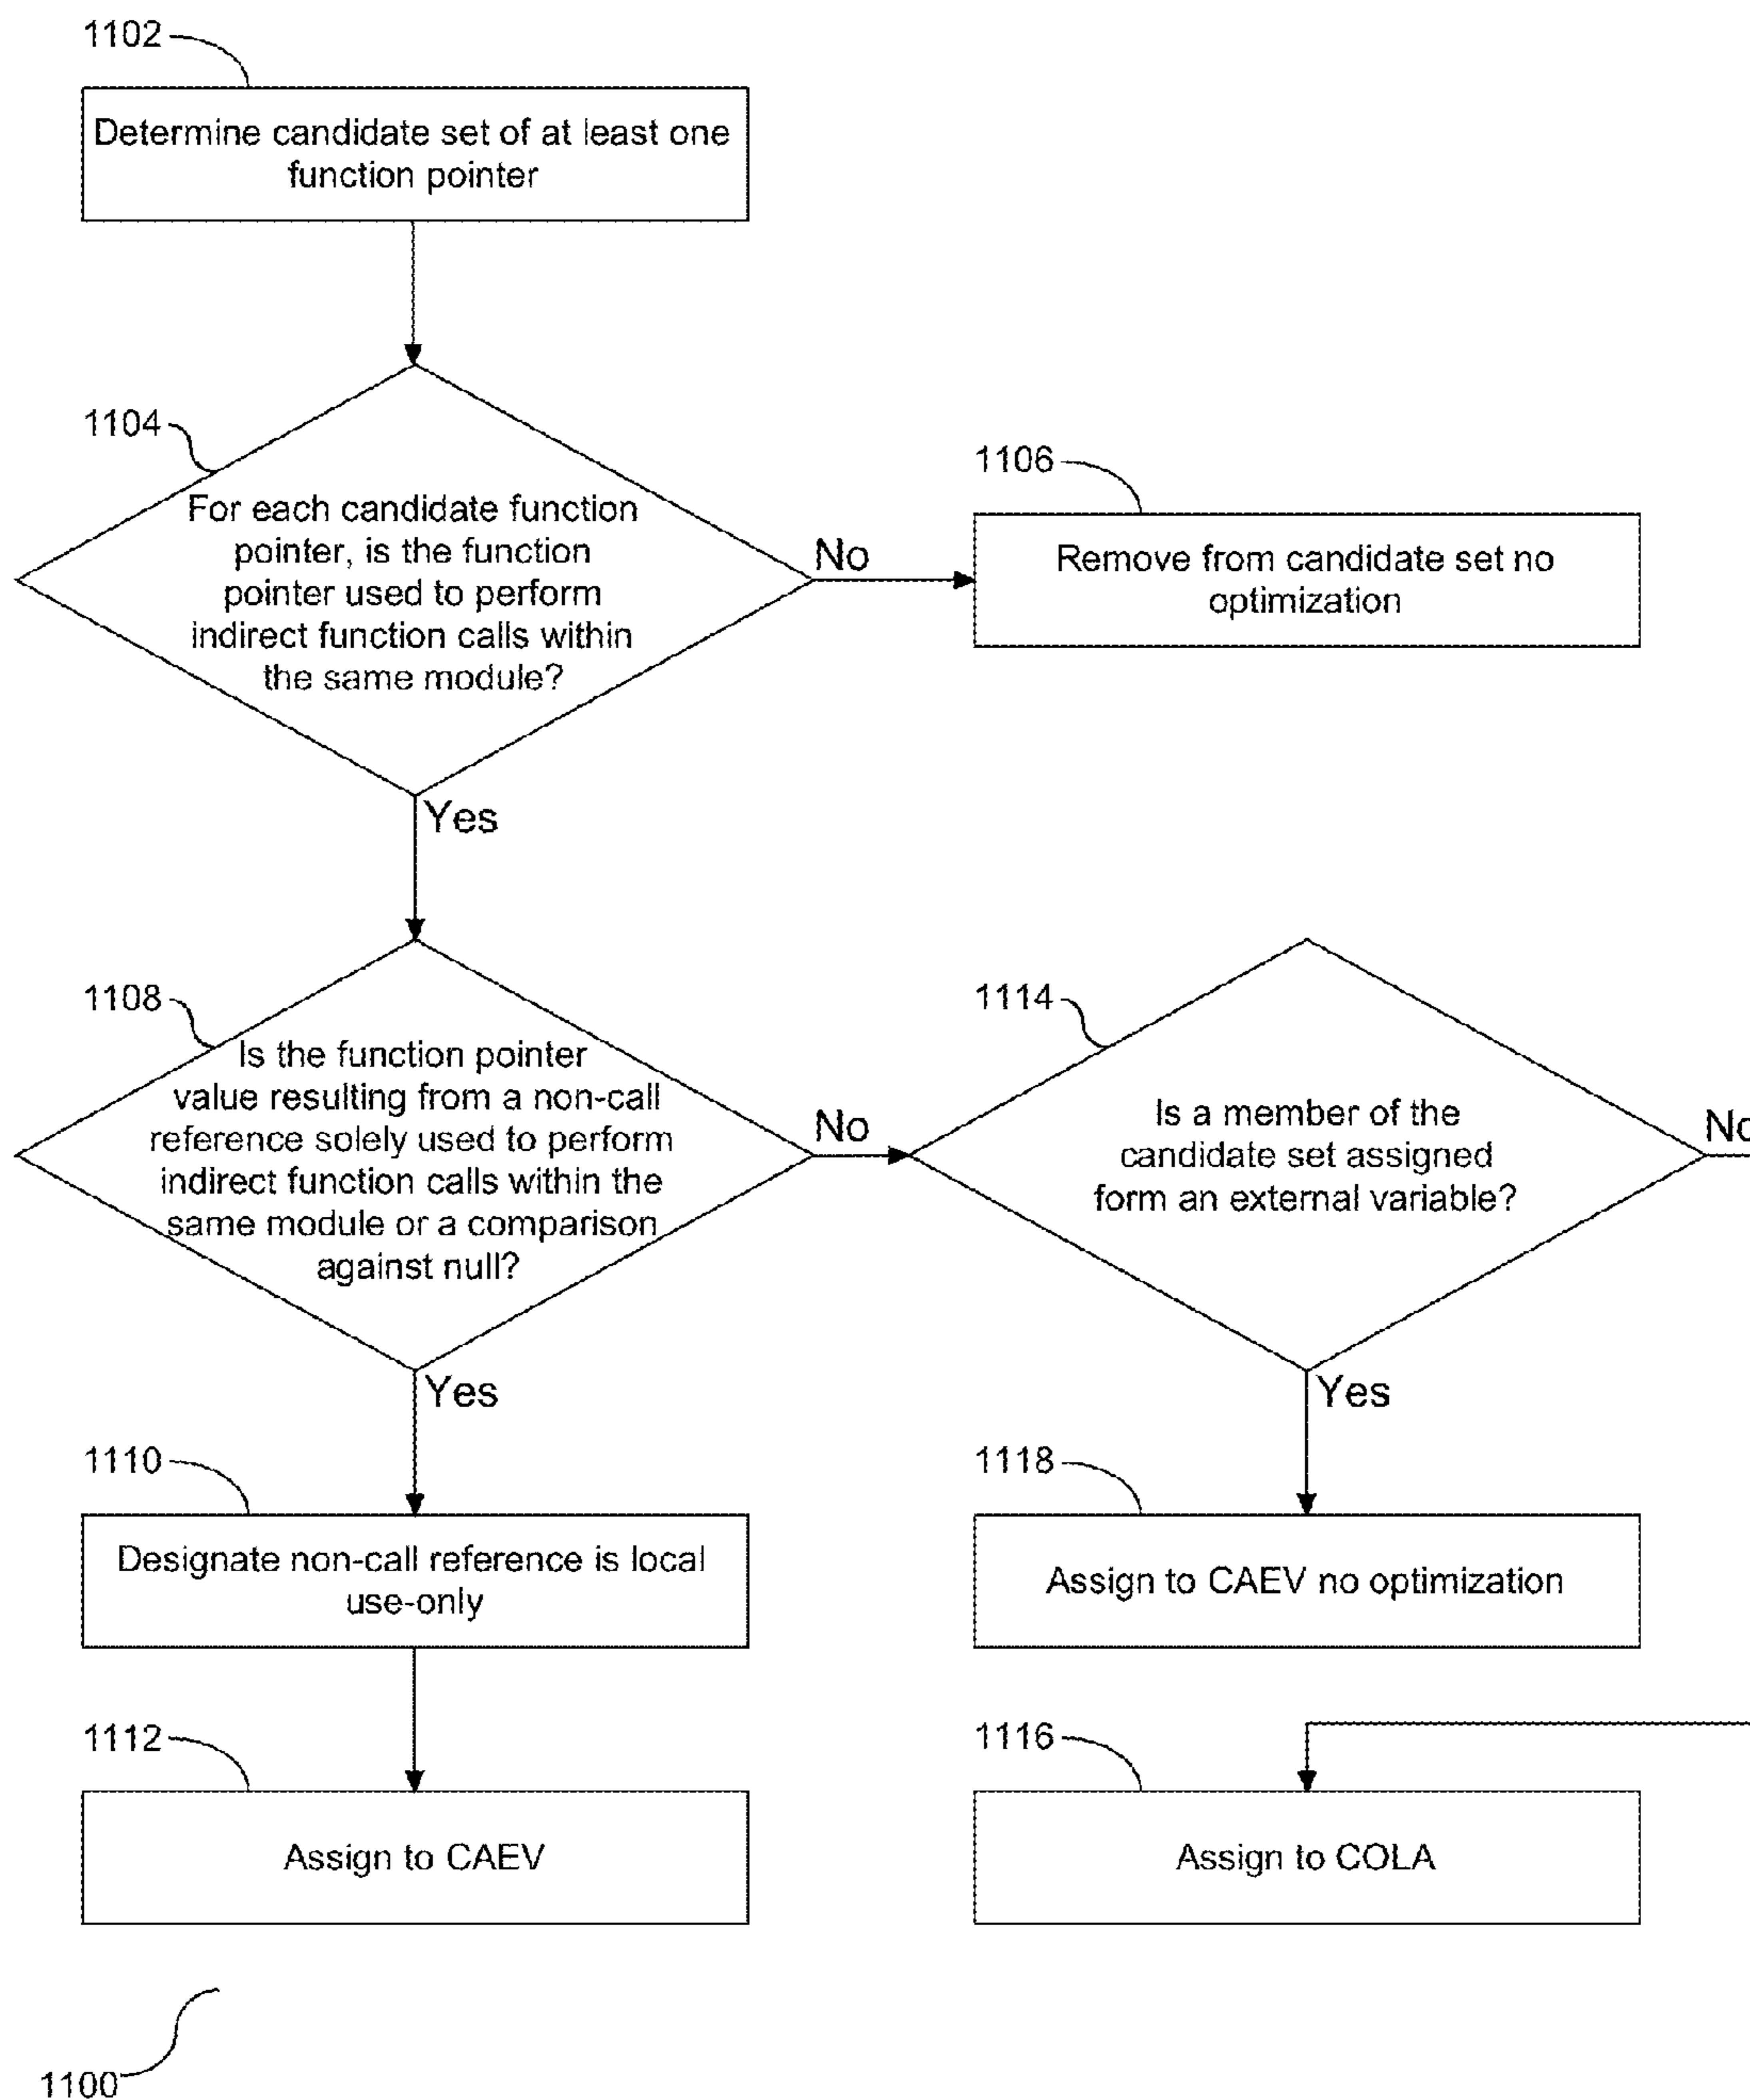 1102
Determine candidate set of at least one
function pointer
1104
For each candidate function
pointer, is the function
pointer used to perform
indirect function calls within
the same module?
No
1106
Remove from candidate set no
optimization
Yes
1108
Is the function pointer
value resulting from a non-call
reference solely used to perform
indirect function calls within the
same module or a comparison
against null?
No
1114
Is a member of the
candidate set assigned
form an external variable?
No
Yes
Yes
1110
Designate non-call reference is local
use-only
1118
Assign to CAEV no optimization
1112
Assign to CAEV
1116
Assign to COLA
1100